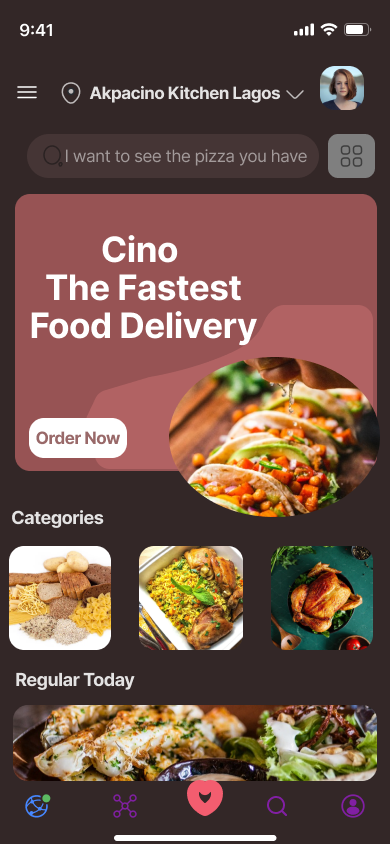 9:41
Akpacino Kitchen Lagos
I want to see the pizza you have
Cino
The Fastest
Food Delivery
Order Now
Categories
Regular Today